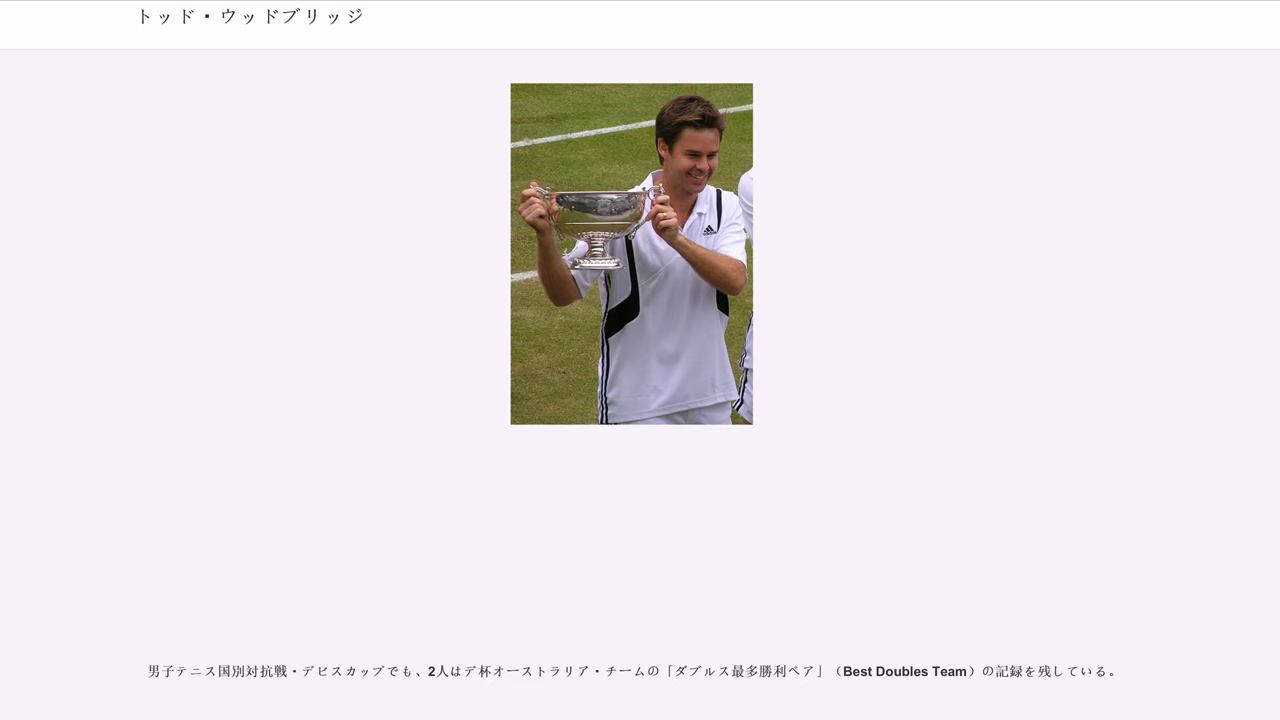 トッド・ウッドブリッジ
adidas
男子テニス国別対抗戦・デビスカップでも、2人はデ杯オーストラリア・チームの「ダブルス最多勝利ペア」（Best Doubles Team）の記録を残している。